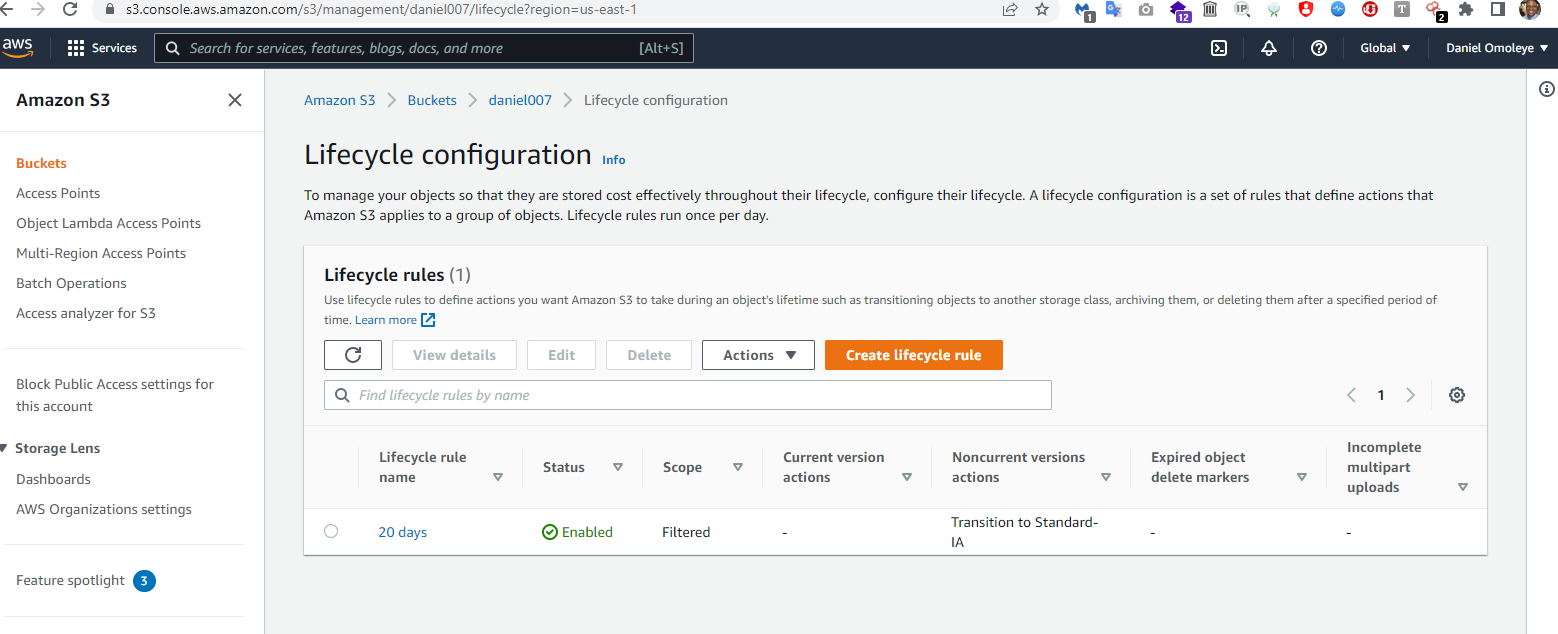 s3.console.aws.amazon.com/s3/management/daniel007/lifecycle?region=us-east-1
1
12
IP
T
2
aws
Services
Search for services, features, blogs, docs, and more
[Alt+S]
Global
Daniel Omoleye
Amazon S3
Buckets
Access Points
Object Lambda Access Points
Multi-Region Access Points
Batch Operations
Access analyzer for S3
Block Public Access settings for
this account
Storage Lens
Dashboards
AWS Organizations settings
Feature spotlight 3
Amazon S3 > Buckets > daniel007 > Lifecycle configuration
Lifecycle configuration Info
To manage your objects so that they are stored cost effectively throughout their lifecycle, configure their lifecycle. A lifecycle configuration is a set of rules that define actions that
Amazon S3 applies to a group of objects. Lifecycle rules run once per day.
Lifecycle rules (1)
Use lifecycle rules to define actions you want Amazon S3 to take during an object's lifetime such as transitioning objects to another storage class, archiving them, or deleting them after a specified period of
time. Learn more
View details
Edit
Delete
Actions
Create lifecycle rule
Find lifecycle rules by name
1
Lifecycle rule
name
Status
Scope
Current version
actions
Noncurrent versions
actions
Expired object
delete markers
Incomplete
multipart
uploads
20 days
Enabled
Filtered
-
Transition to Standard-
IA
-
-